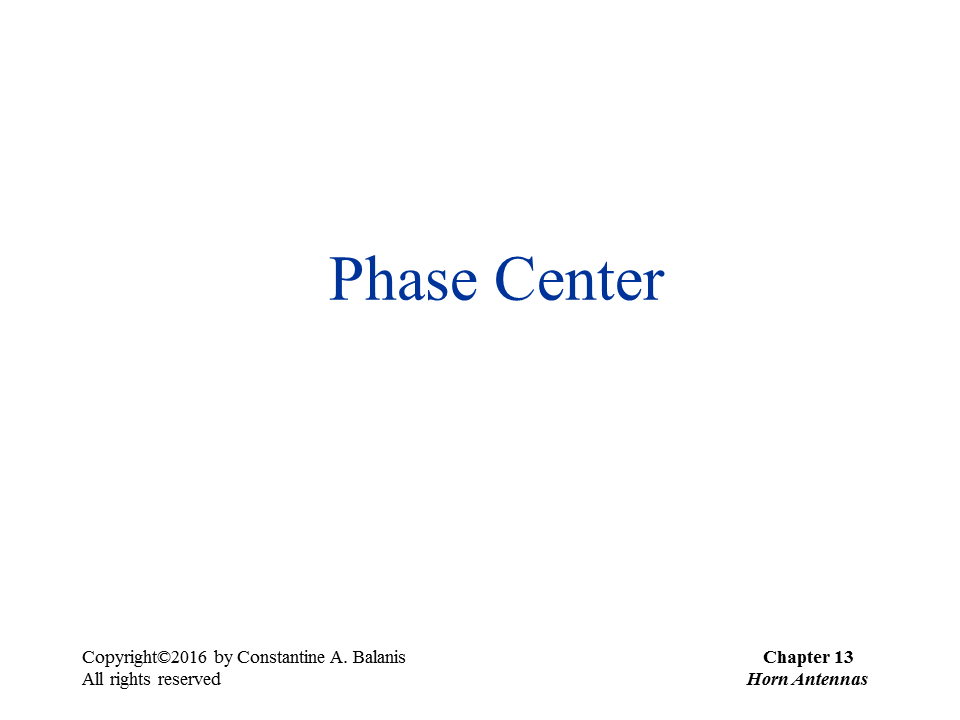 Phase Center
Copyright©2016 by Constantine A. Balanis
All rights reserved
Chapter 13
Horn Antennas